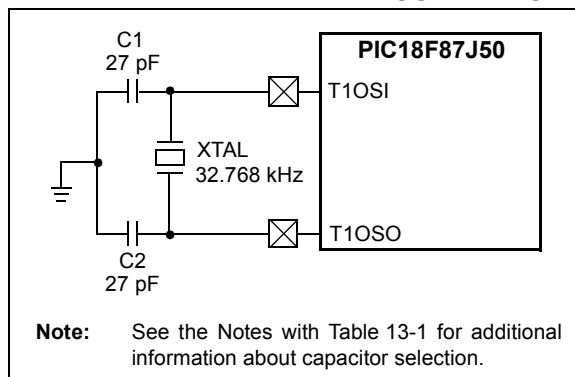 C1
27 pF
PIC18F87J50
T1OSI
XTAL
32.768 kHz
T1OSO
C2
27 pF
Note: See the Notes with Table 13-1 for additional
information about capacitor selection.